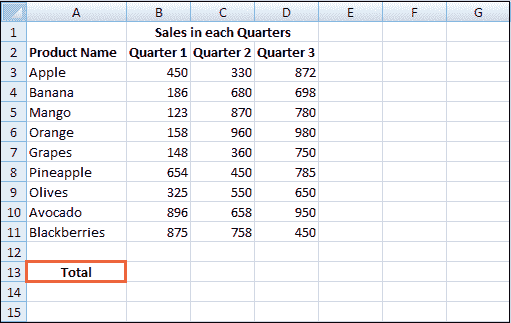 A B C D E F G
1 Sales in each Quarters
2 Product Name Quarter 1 Quarter 2 Quarter 3
3 Apple 450 330 872
4 Banana 186 680 698
5 Mango 123 870 780
6 Orange 158 960 980
7 Grapes 148 360 750
8 Pineapple 654 450 785
9 Olives 325 550 650
10 Avocado 896 658 950
11 Blackberries 875 758 450
12
13 Total
14
15